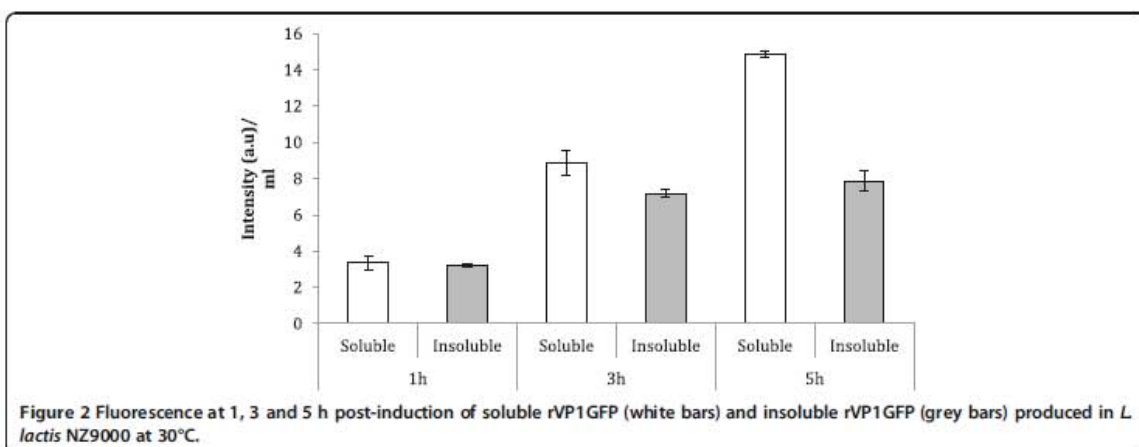 16
14
12
10
8
6
4
2
0
Intensity (a.u)/
ml
Soluble Insoluble Soluble Insoluble Soluble Insoluble
1h 3h 5h
Figure 2 Fluorescence at 1, 3 and 5 h post-induction of soluble rVP1GFP (white bars) and insoluble rVP1GFP (grey bars) produced in L.
lactis NZ9000 at 30°C.